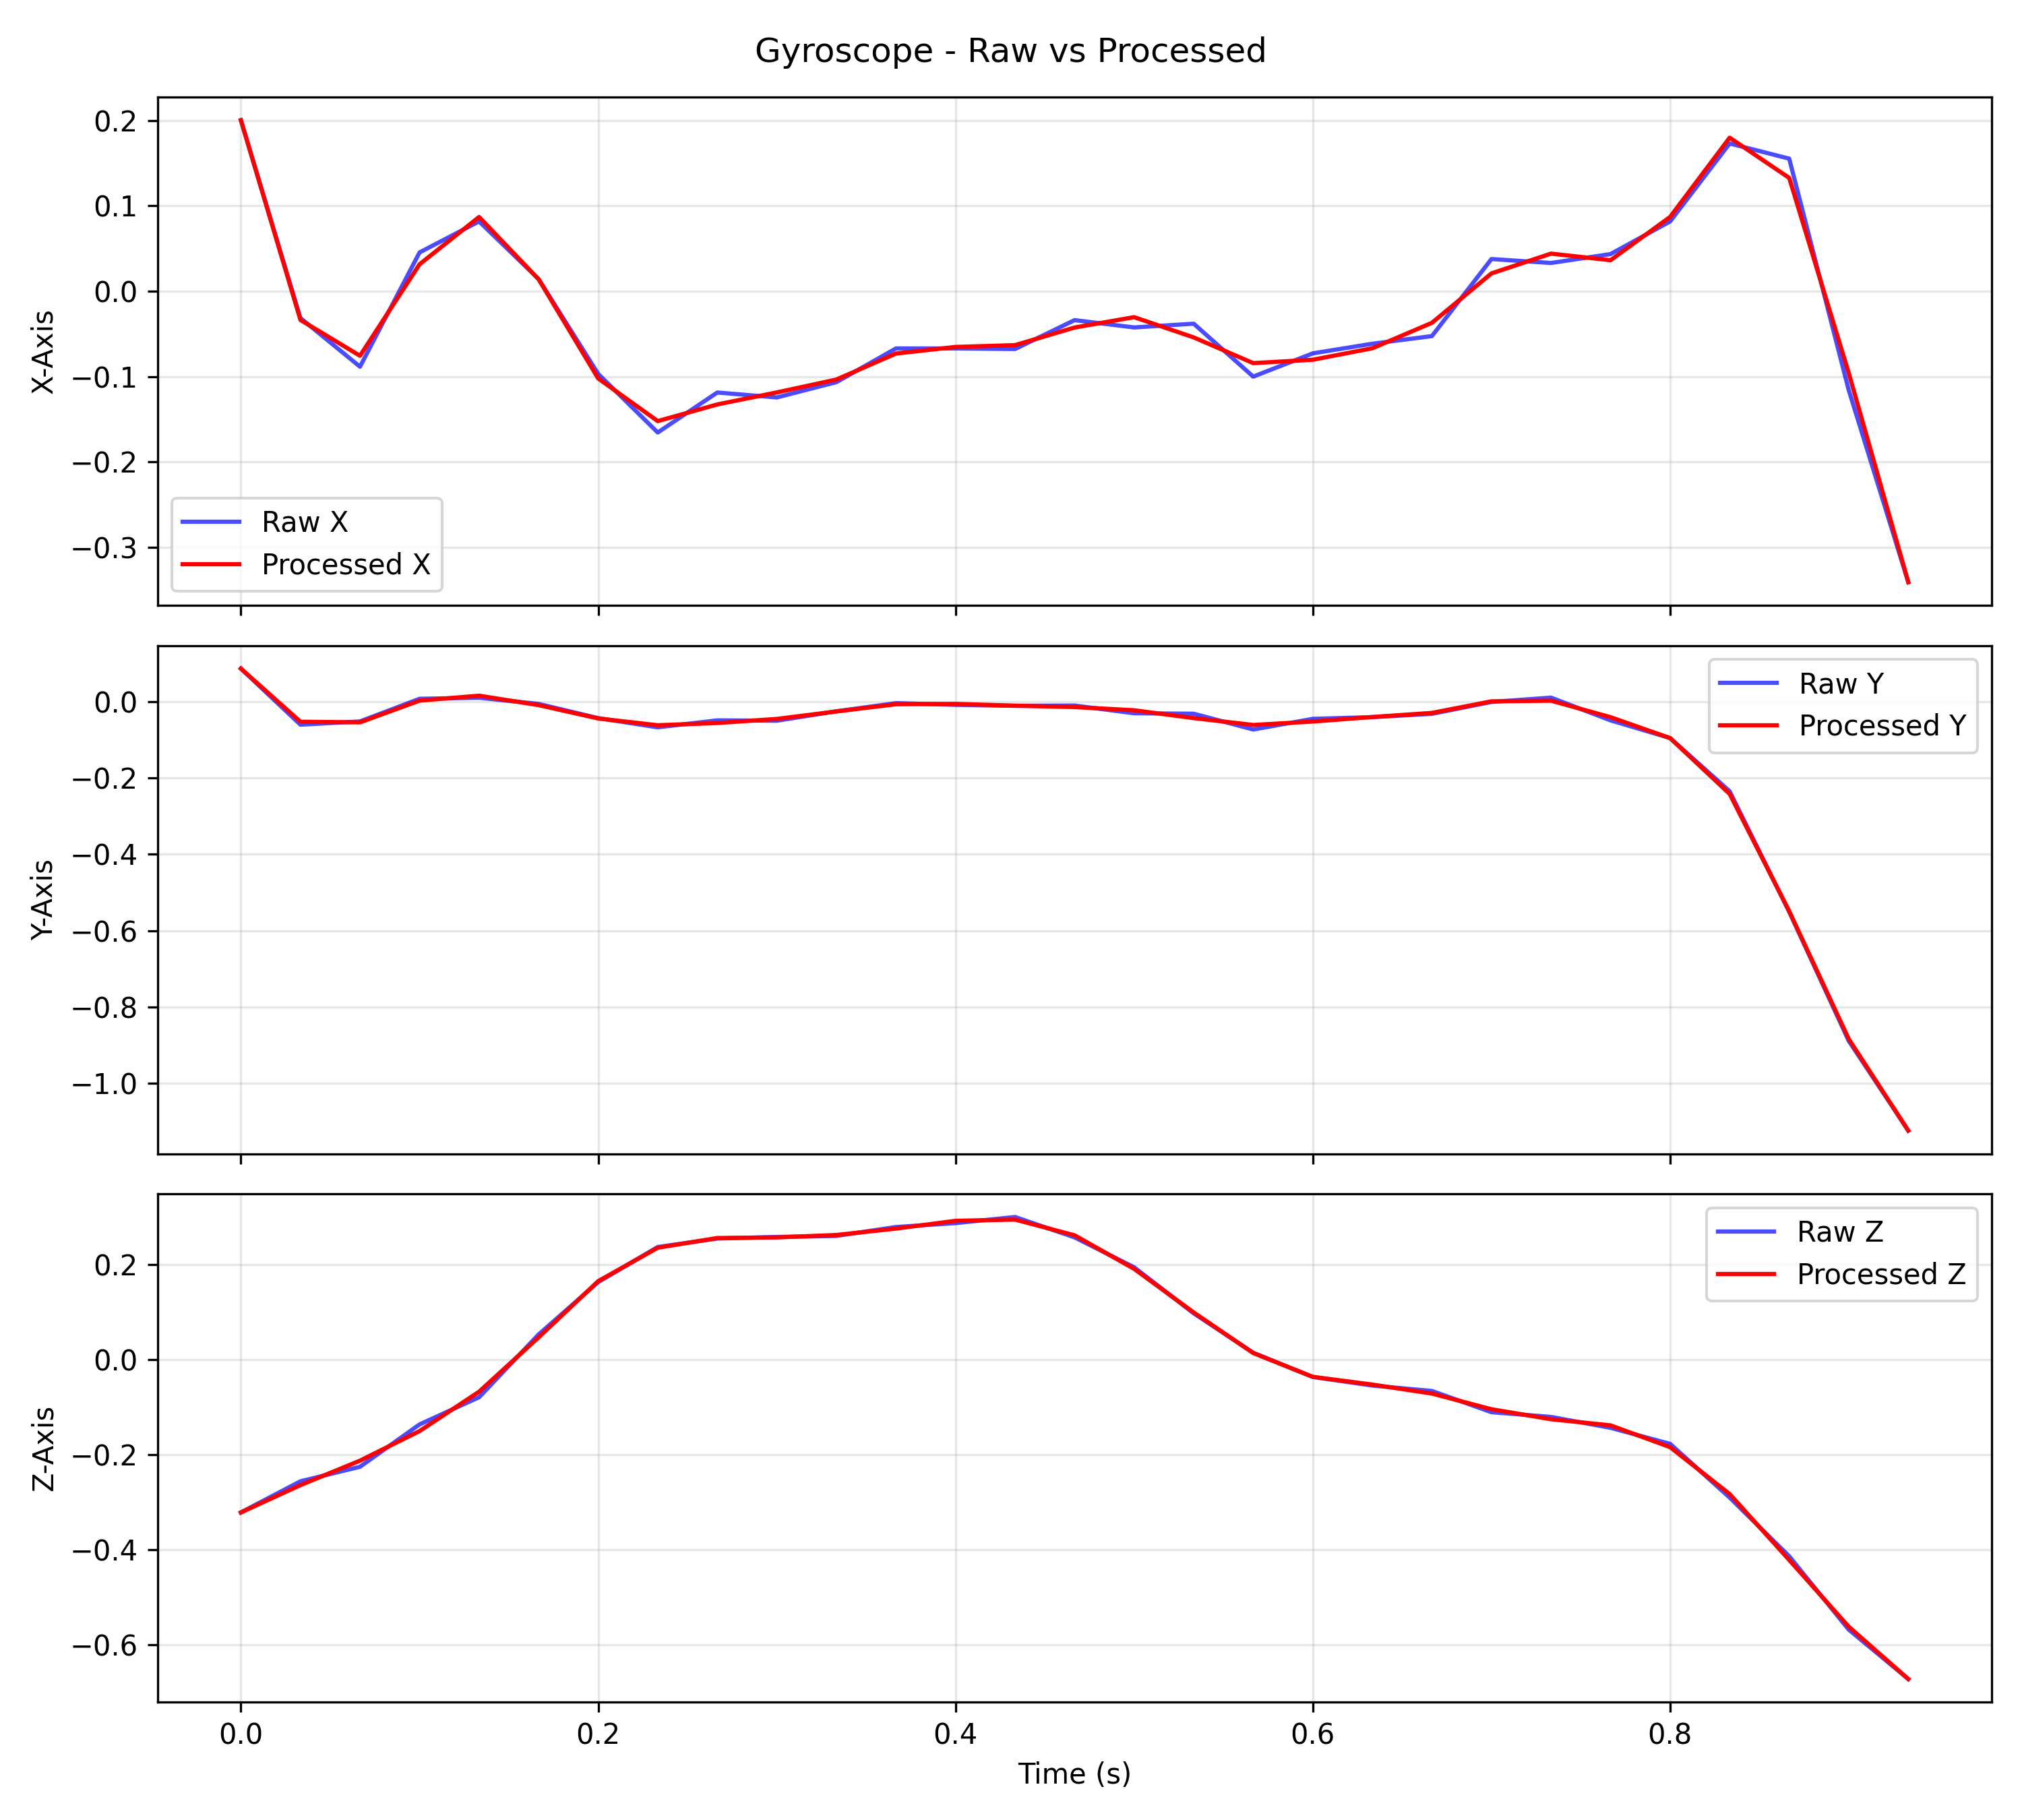 Gyroscope - Raw vs Processed
0.2
0.1
0.0
−0.1
−0.2
−0.3
X-Axis
Raw X
Processed X
0.0
−0.2
−0.4
−0.6
−0.8
−1.0
Y-Axis
Raw Y
Processed Y
0.2
0.0
−0.2
−0.4
−0.6
Z-Axis
Raw Z
Processed Z
0.0 0.2 0.4 0.6 0.8
Time (s)